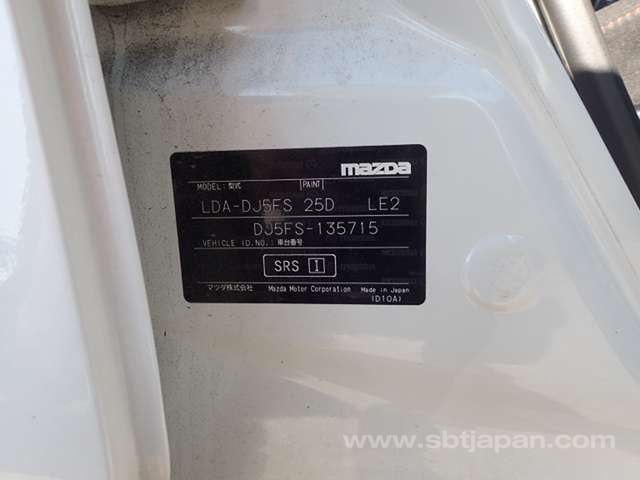 mazda
MODEL: 型式 PAINT
LDA-DJ5FS 25D LE2
DJ5FS-135715
VEHICLE ID.NO.: 車台番号
SRS I
マツダ株式会社 Mazda Motor Corporation Made in Japan
(D10A)
www.sbtjapan.com